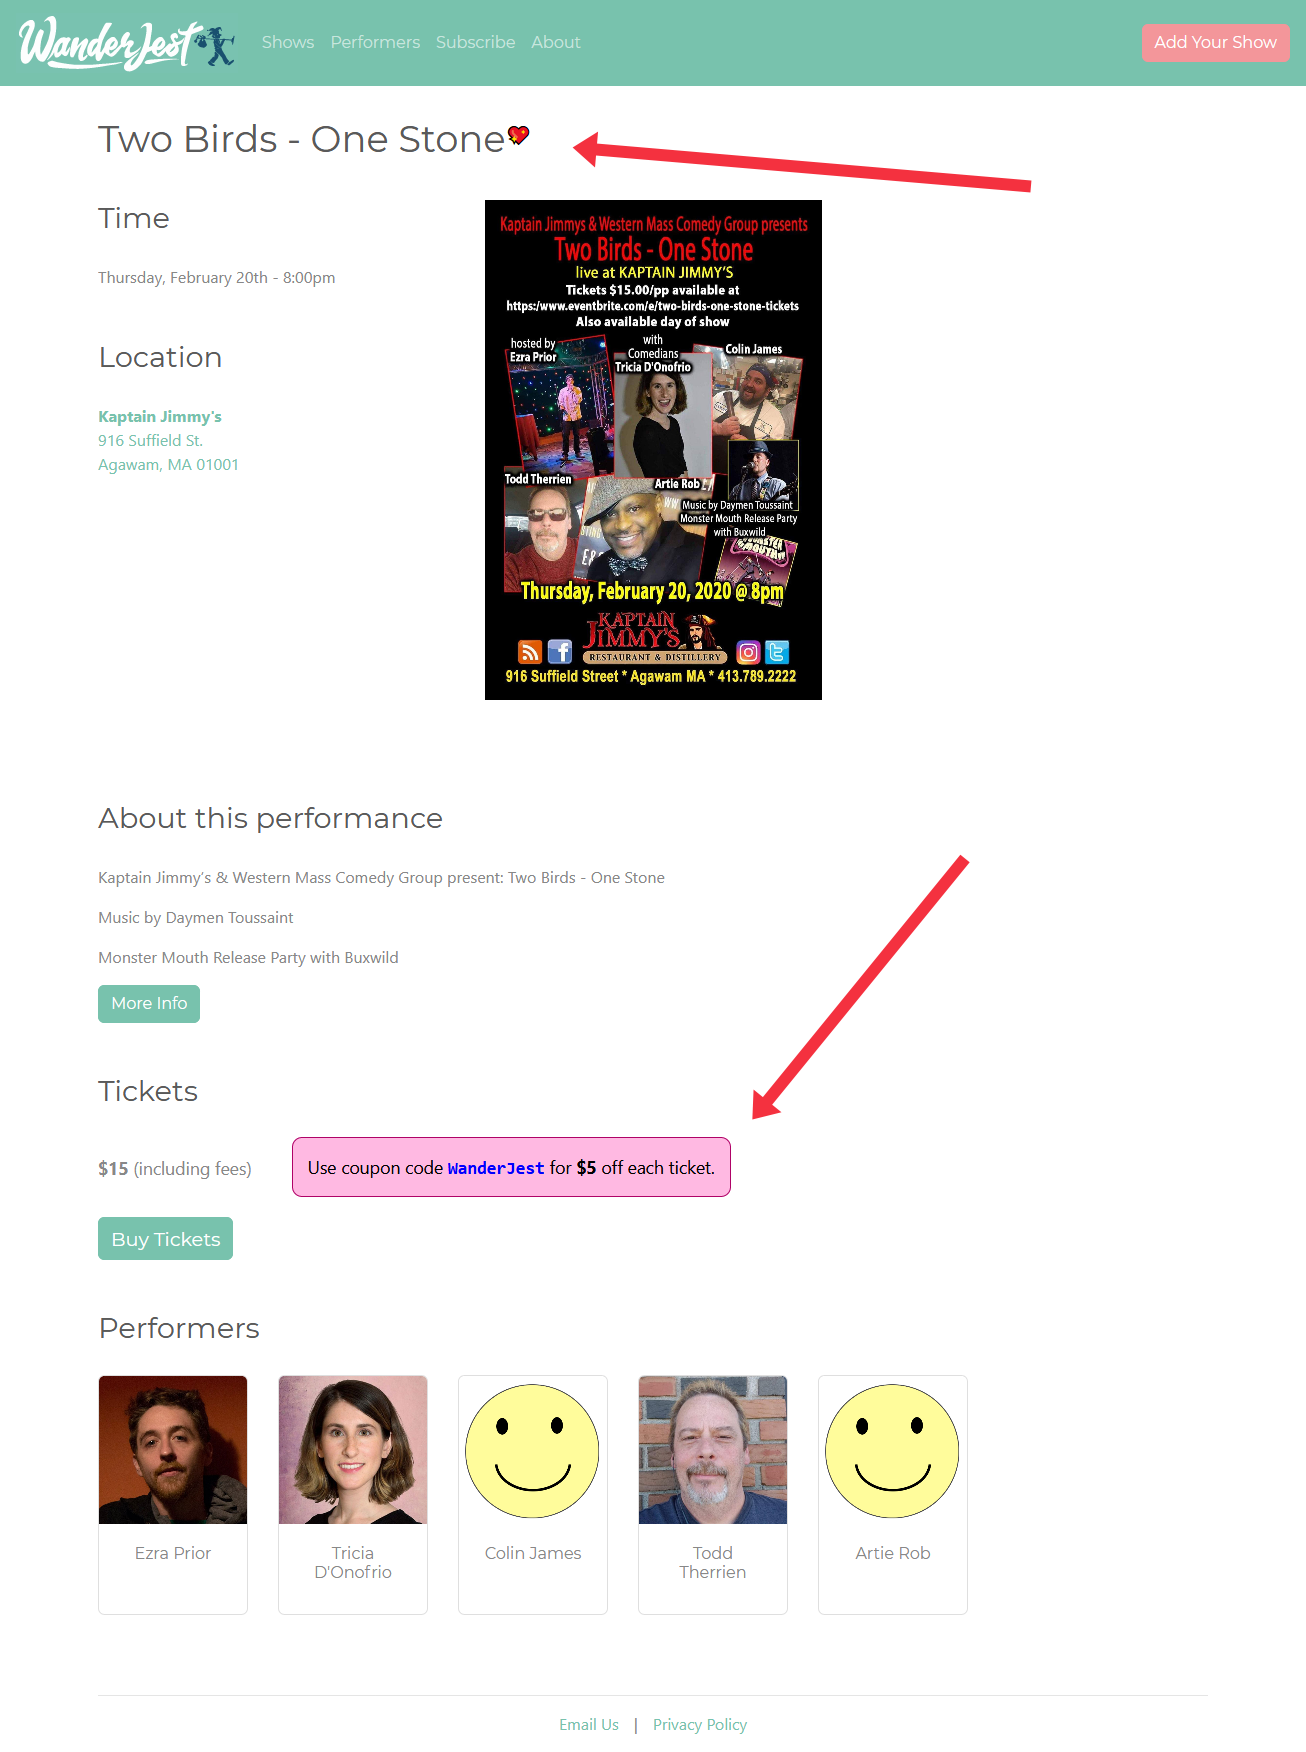 WanderJest
Shows Performers Subscribe About
Add Your Show
Two Birds - One Stone
Time
Thursday, February 20th - 8:00pm
Location
Kaptain Jimmy's
916 Suffield St.
Agawam, MA 01001
Kaptain Jimmys & Western Mass Comedy Group presents
Two Birds - One Stone
live at KAPTAIN JIMMY'S
Tickets $15.00/pp available at
https:/www.eventbrite.com/e/two-birds-one-stone-tickets
Also available day of show
hosted by
Ezra Prior
with
Comedians
Tricia D'Onofrio
Colin James
Todd Therrien
Artie Rob
Music by Daymen Toussaint
Monster Mouth Release Party
with Buxwild
Thursday, February 20, 2020 @ 8pm
KAPTAIN
JIMMY'S
RESTAURANT & DISTILLERY
916 Suffield Street * Agawam MA * 413.789.2222
About this performance
Kaptain Jimmy's & Western Mass Comedy Group present: Two Birds - One Stone
Music by Daymen Toussaint
Monster Mouth Release Party with Buxwild
More Info
Tickets
$15 (including fees)
Use coupon code WanderJest for $5 off each ticket.
Buy Tickets
Performers
Ezra Prior
Tricia
D'Onofrio
Colin James
Todd
Therrien
Artie Rob
Email Us | Privacy Policy